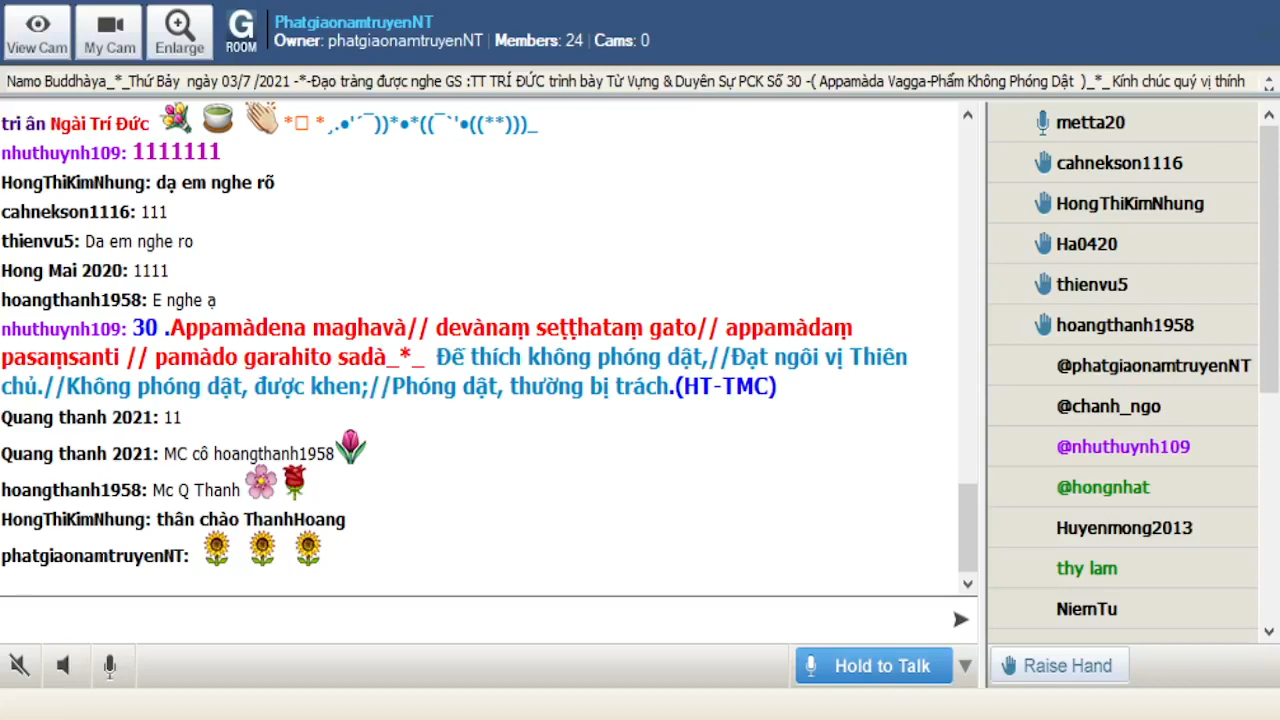 View Cam
My Cam
Enlarge
G
ROOM
PhatgiaonamtruyenNT
Owner: phatgiaonamtruyenNT | Members: 24 | Cams: 0
Namo Buddhàya_*_Thứ Bảy ngày 03/7 /2021 -*-Đạo tràng được nghe GS :TT TRÍ ĐỨC trình bày Từ Vựng & Duyên Sự PCK Số 30 -( Appamàda Vagga-Phẩm Không Phóng Dật )_*_ Kính chúc quý vị thính
tri ân Ngài Trí Đức *□ *¸.•'´¯))*•*((¯`'•((**)))_
nhuthuynh109: 1111111
HongThiKimNhung: dạ em nghe rõ
cahnekson1116: 111
thienvu5: Da em nghe ro
Hong Mai 2020: 1111
hoangthanh1958: E nghe ạ
nhuthuynh109: 30 .Appamàdena maghavà// devànaṃ seṭṭhataṃ gato// appamàdaṃ
pasaṃsanti // pamàdo garahito sadà_*_ Đế thích không phóng dật,//Đạt ngôi vị Thiên
chủ.//Không phóng dật, được khen;//Phóng dật, thường bị trách.(HT-TMC)
Quang thanh 2021: 11
Quang thanh 2021: MC cô hoangthanh1958
hoangthanh1958: Mc Q Thanh
HongThiKimNhung: thân chào ThanhHoang
phatgiaonamtruyenNT:
metta20
cahnekson1116
HongThiKimNhung
Ha0420
thienvu5
hoangthanh1958
@phatgiaonamtruyenNT
@chanh_ngo
@nhuthuynh109
@hongnhat
Huyenmong2013
thy lam
NiemTu
Hold to Talk
Raise Hand